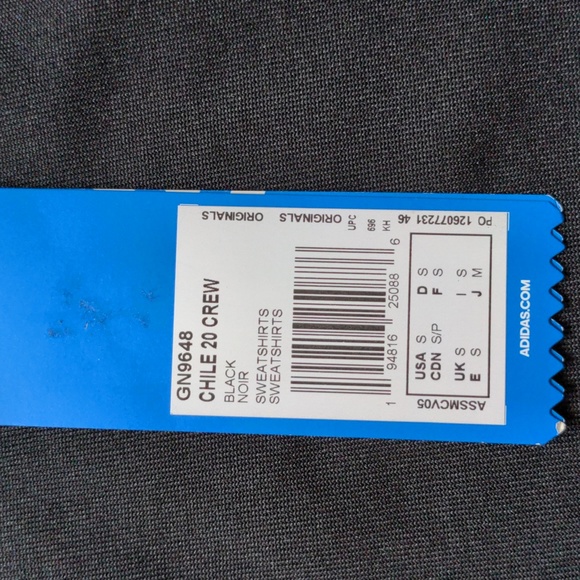 GN9648
CHILE 20 CREW
BLACK
NOIR
SWEATSHIRTS ORIGINALS
SWEATSHIRTS ORIGINALS
UPC
696
KH
1 94816 25088 6
USA S D S
CDN S/P F S
UK S I S
E S J M
ASSMCV05 PO 126077231 46
ADIDAS.COM